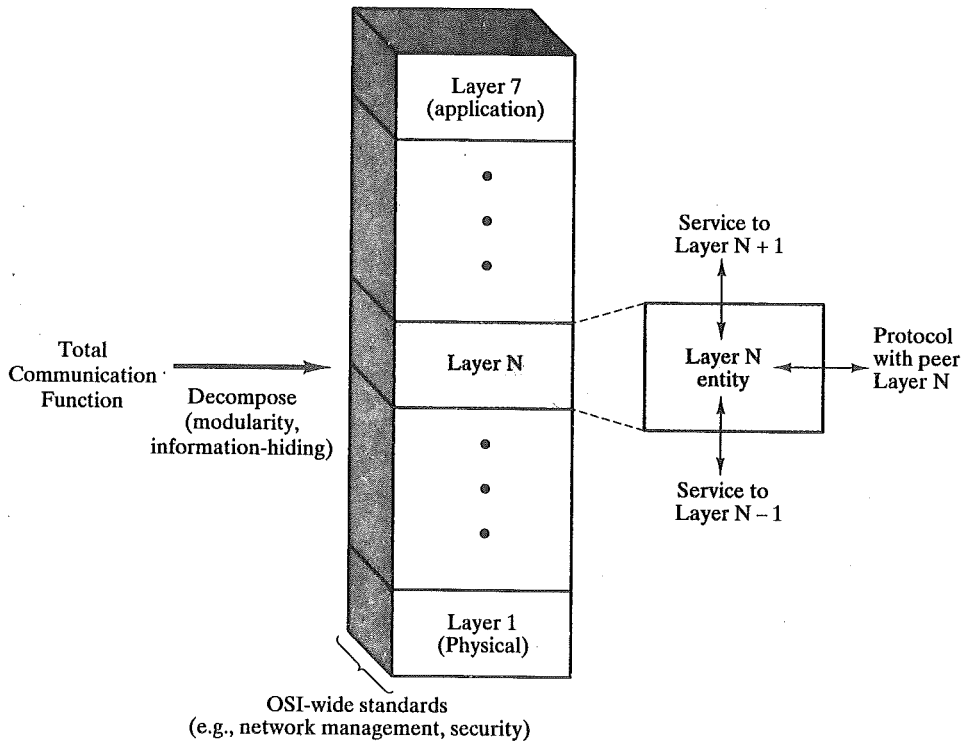 Layer 7
(application)
Service to
Layer N + 1
Total
Communication
Function
Decompose
(modularity,
information-hiding)
Layer N
Layer N
entity
Protocol
with peer
Layer N
Service to
Layer N – 1
Layer 1
(Physical)
OSI-wide standards
(e.g., network management, security)